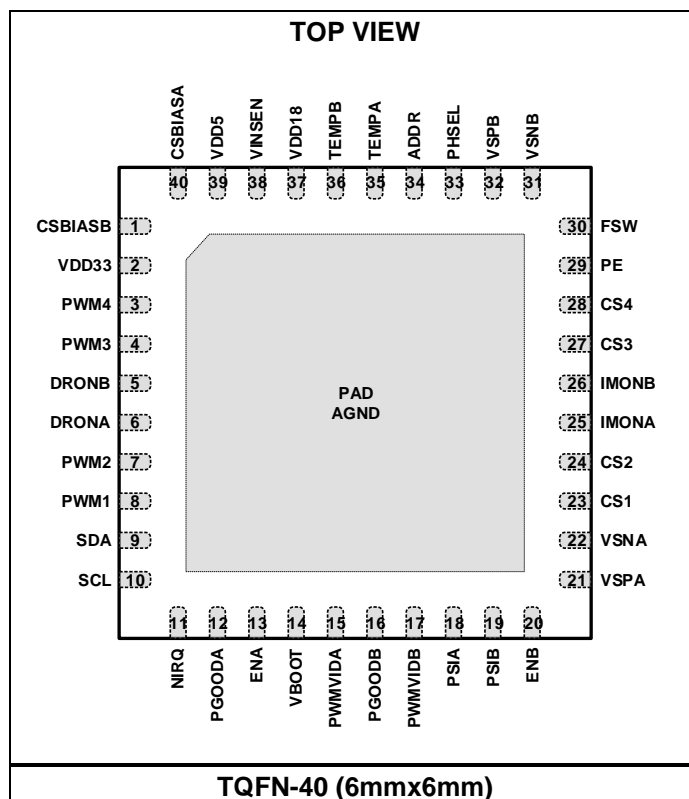 TOP VIEW
CSBIASA
VDD5
VINSEN
VDD18
TEMPB
TEMPA
ADDR
PHSEL
VSPB
VSNB
40 39 38 37 36 35 34 33 32 31
CSBIASB 1
VDD33 2
PWM4 3
PWM3 4
DRONB 5
DRONA 6
PWM2 7
PWM1 8
SDA 9
SCL 10
PAD
AGND
30 FSW
29 PE
28 CS4
27 CS3
26 IMONB
25 IMONA
24 CS2
23 CS1
22 VSNA
21 VSPA
11 12 13 14 15 16 17 18 19 20
NIRQ
PGOODA
ENA
VBOOT
PWMVIDA
PGOODB
PWMVIDB
PSIA
PSIB
ENB
TQFN-40 (6mmx6mm)